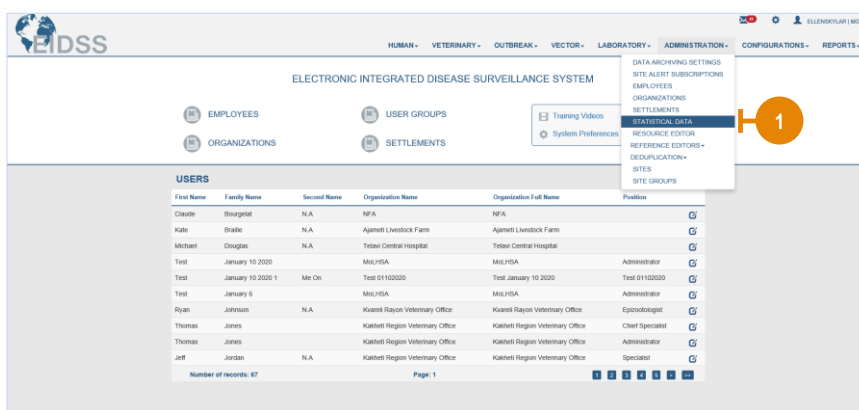 21
ELLENSKYLAR | MO
EIDSS
HUMAN VETERINARY OUTBREAK VECTOR LABORATORY ADMINISTRATION CONFIGURATIONS REPORTS
DATA ARCHIVING SETTINGS
SITE ALERT SUBSCRIPTIONS
EMPLOYEES
ORGANIZATIONS
SETTLEMENTS
STATISTICAL DATA
RESOURCE EDITOR
REFERENCE EDITORS
DEDUPLICATION
SITES
SITE GROUPS
1
ELECTRONIC INTEGRATED DISEASE SURVEILLANCE SYSTEM
EMPLOYEES USER GROUPS Training Videos
ORGANIZATIONS SETTLEMENTS System Preferences
USERS
First Name Family Name Second Name Organization Name Organization Full Name Position
Claude Bourgelat N.A NFA NFA
Kate Braille N.A Ajameti Livestock Farm Ajameti Livestock Farm
Michael Douglas N.A Telavi Central Hospital Telavi Central Hospital
Test January 10 2020 MoLHSA MoLHSA Administrator
Test January 10 2020 1 Me On Test 01102020 Test January 10 2020 Test 01102020
Test January 6 MoLHSA MoLHSA Administrator
Ryan Johnson N.A Kvareli Rayon Veterinary Office Kvareli Rayon Veterinary Office Epizootologist
Thomas Jones Kakheti Region Veterinary Office Kakheti Region Veterinary Office Chief Specialist
Thomas Jones Kakheti Region Veterinary Office Kakheti Region Veterinary Office Administrator
Jeff Jordan N.A Kakheti Region Veterinary Office Kakheti Region Veterinary Office Specialist
Number of records: 67 Page: 1 1 2 3 4 5 > >>